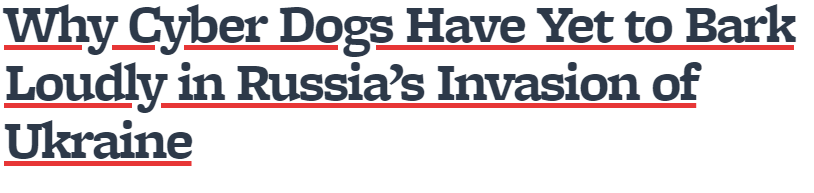 Why Cyber Dogs Have Yet to Bark
Loudly in Russia’s Invasion of
Ukraine